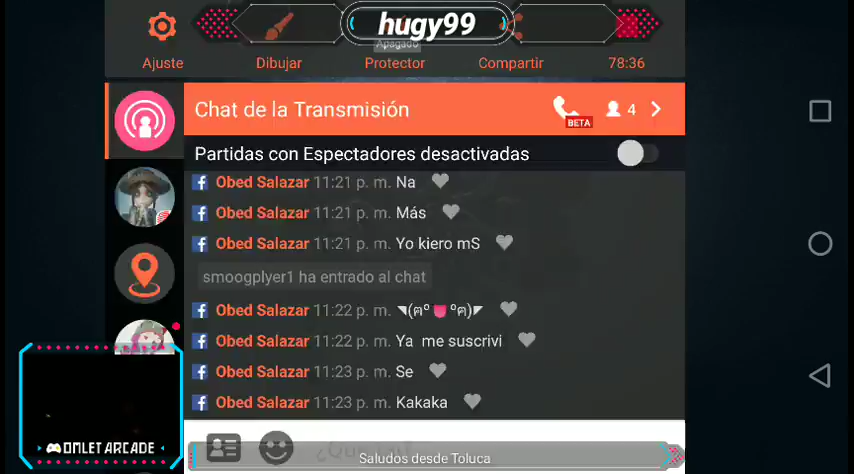 hugy99
Apagado
Ajuste
Dibujar
Protector
Compartir
78:36
Chat de la Transmisión
BETA
4
Partidas con Espectadores desactivadas
Obed Salazar 11:21 p. m. Na
Obed Salazar 11:21 p. m. Más
Obed Salazar 11:21 p. m. Yo kiero mS
smoogplyer1 ha entrado al chat
Obed Salazar 11:22 p. m. ◥(ฅº👅ºฅ)◤
Obed Salazar 11:22 p. m. Ya me suscrivi
Obed Salazar 11:23 p. m. Se
Obed Salazar 11:23 p. m. Kakaka
OMLET ARCADE
Saludos desde Toluca